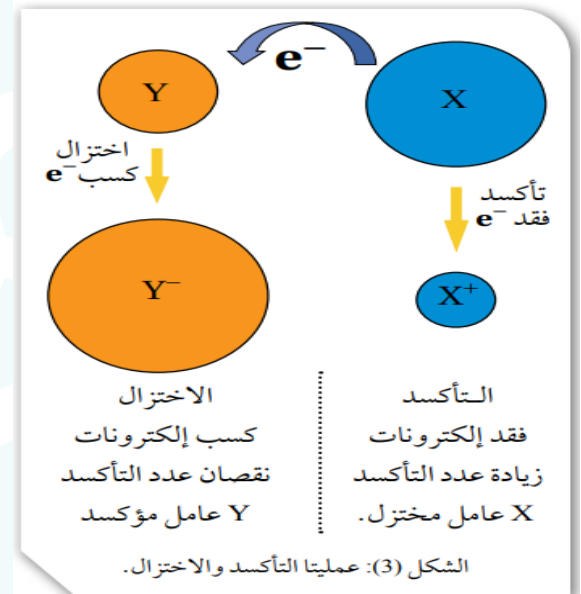 e⁻
X
Y
تأكسد
فقد e⁻
اختزال
كسب e⁻
X⁺
Y⁻
الـتأكسد
فقد إلكترونات
زيادة عدد التأكسد
X عامل مختزل.
الاختزال
كسب إلكترونات
نقصان عدد التأكسد
Y عامل مؤكسد
الشكل (3): عمليتا التأكسد والاختزال.